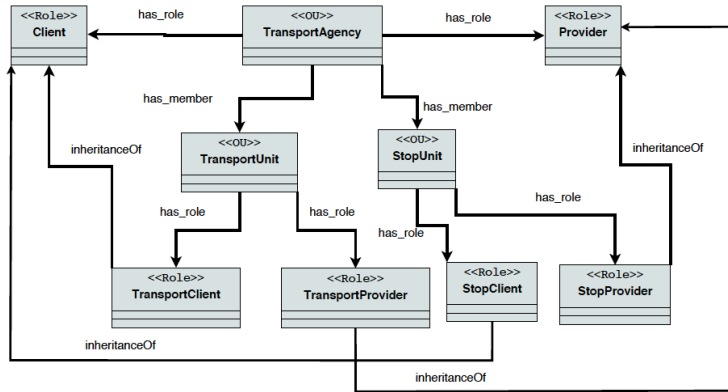 <<Role>>
Client
has_role
<<OU>>
TransportAgency
has_role
<<Role>>
Provider
has_member
has_member
<<OU>>
TransportUnit
<<OU>>
StopUnit
inheritanceOf
inheritanceOf
has_role
has_role
has_role
has_role
<<Role>>
TransportClient
<<Role>>
TransportProvider
<<Role>>
StopClient
<<Role>>
StopProvider
inheritanceOf
inheritanceOf